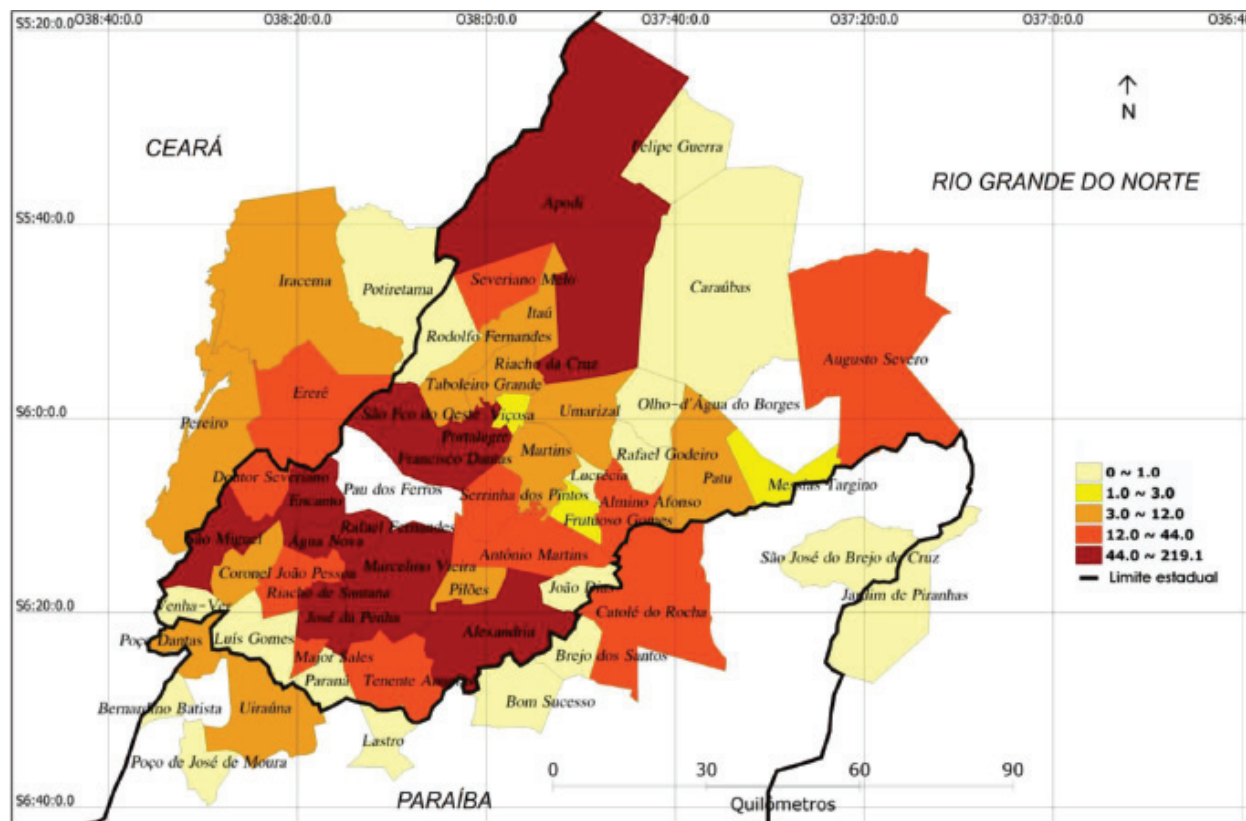 O38:40:0.0 O38:20:0.0 O38:00:0.0 O37:40:0.0 O37:20:0.0 O37:00:0.0 O36:4
S5:20:0.0
N
CEARÁ
Felipe Guerra
RIO GRANDE DO NORTE
Apodi
S5:40:0.0
Iracema
Potiretama
Severiano Melo
Caraúbas
Itaú
Rodolfo Fernandes
Riacho da Cruz
Augusto Severo
Taboleiro Grande
Ererê
São Fco do Oeste
Viçosa
Umarizal
Olho-d'Água do Borges
S6:00:0.0
Pereiro
Portalegre
Martins
Rafael Godeiro
Francisco Dantas
Lucrécia
Patu
Doutor Severiano
Messias Targino
Encanto
Pau dos Ferros
Serrinha dos Pintos
Almino Afonso
Frutuoso Gomes
Rafael Fernandes
São Miguel
Água Nova
Antônio Martins
São José do Brejo do Cruz
Marcelino Vieira
Coronel João Pessoa
João Dias
Pilões
Riacho de Santana
Jardim de Piranhas
Venha-Ver
Catolé do Rocha
S6:20:0.0
José da Penha
Alexandria
Poço Dantas
Luís Gomes
Major Sales
Brejo dos Santos
Paraná
Tenente Ananias
Bom Sucesso
Bernardino Batista
Uiraúna
Lastro
Poço de José de Moura
0 ~ 1.0
1.0 ~ 3.0
3.0 ~ 12.0
12.0 ~ 44.0
44.0 ~ 219.1
Limite estadual
0 30 60 90
Quilómetros
PARAÍBA
S6:40:0.0